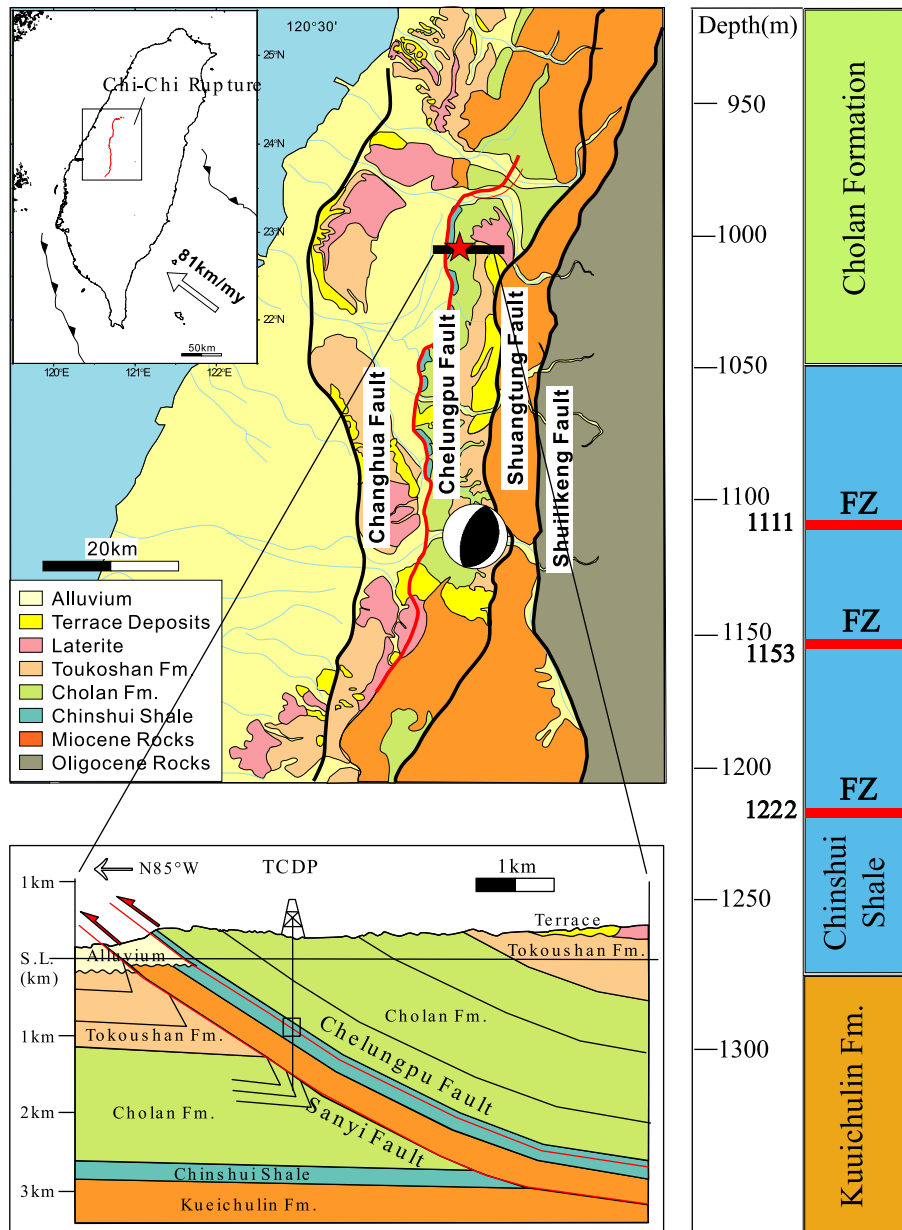 120°30'
25°N
24°N
23°N
22°N
120°E
121°E
122°E
Chi-Chi Rupture
81km/my
50km
Changhua Fault
Chelungpu Fault
Shuangtung Fault
Shuilikeng Fault
20km
Alluvium
Terrace Deposits
Laterite
Toukoshan Fm.
Cholan Fm.
Chinshui Shale
Miocene Rocks
Oligocene Rocks
N85°W
TCDP
1km
1km
S.L.
(km)
1km
2km
3km
Alluvium
Tokoushan Fm.
Cholan Fm.
Chinshui Shale
Kueichulin Fm.
Terrace
Tokoushan Fm.
Cholan Fm.
Chelungpu Fault
Sanyi Fault
Depth(m)
950
1000
1050
1100
1111
1150
1153
1200
1222
1250
1300
Cholan Formation
FZ
FZ
FZ
Chinshui
Shale
Kuuichulin Fm.